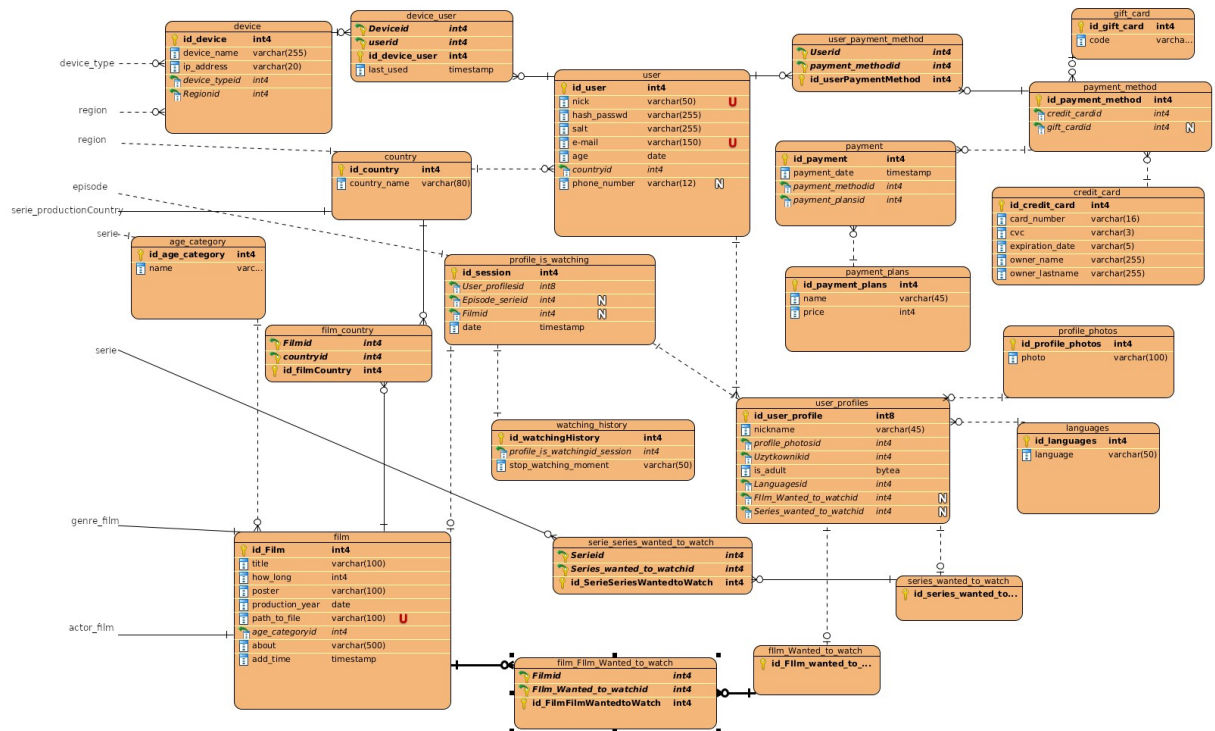 device
id_device int4
device_name varchar(255)
ip_address varchar(20)
device_typeid int4
Regionid int4
device_user
Deviceid int4
userid int4
id_device_user int4
last_used timestamp
user_payment_method
Userid int4
payment_methodid int4
id_userPaymentMethod int4
gift_card
id_gift_card int4
code varcha...
device_type
region
region
episode
serie_productionCountry
serie
serie
genre_film
actor_film
user
id_user int4
nick varchar(50) U
hash_passwd varchar(255)
salt varchar(255)
e-mail varchar(150) U
age date
countryid int4
phone_number varchar(12) N
payment_method
id_payment_method int4
credit_cardid int4
gift_cardid int4 N
country
id_country int4
country_name varchar(80)
payment
id_payment int4
payment_date timestamp
payment_methodid int4
payment_plansid int4
credit_card
id_credit_card int4
card_number varchar(16)
cvc varchar(3)
expiration_date varchar(5)
owner_name varchar(255)
owner_lastname varchar(255)
age_category
id_age_category int4
name varc...
profile_is_watching
id_session int4
User_profilesid int8
Episode_serieid int4 N
Filmid int4 N
date timestamp
payment_plans
id_payment_plans int4
name varchar(45)
price int4
film_country
Filmid int4
countryid int4
id_filmCountry int4
profile_photos
id_profile_photos int4
photo varchar(100)
watching_history
id_watchingHistory int4
profile_is_watchingid_session int4
stop_watching_moment varchar(50)
user_profiles
id_user_profile int8
nickname varchar(45)
profile_photosid int4
Uzytkownikid int4
is_adult bytea
Languagesid int4
FIlm_Wanted_to_watchid int4 N
Series_wanted_to_watchid int4 N
languages
id_languages int4
language varchar(50)
film
id_Film int4
title varchar(100)
how_long int4
poster varchar(100)
production_year date
path_to_file varchar(100) U
age_categoryid int4
about varchar(500)
add_time timestamp
serie_series_wanted_to_watch
Serieid int4
Series_wanted_to_watchid int4
id_SerieSeriesWantedtoWatch int4
series_wanted_to_watch
id_series_wanted_to...
film_FIlm_Wanted_to_watch
Filmid int4
FIlm_Wanted_to_watchid int4
id_FilmFilmWantedtoWatch int4
fIlm_Wanted_to_watch
id_FIlm_wanted_to_...